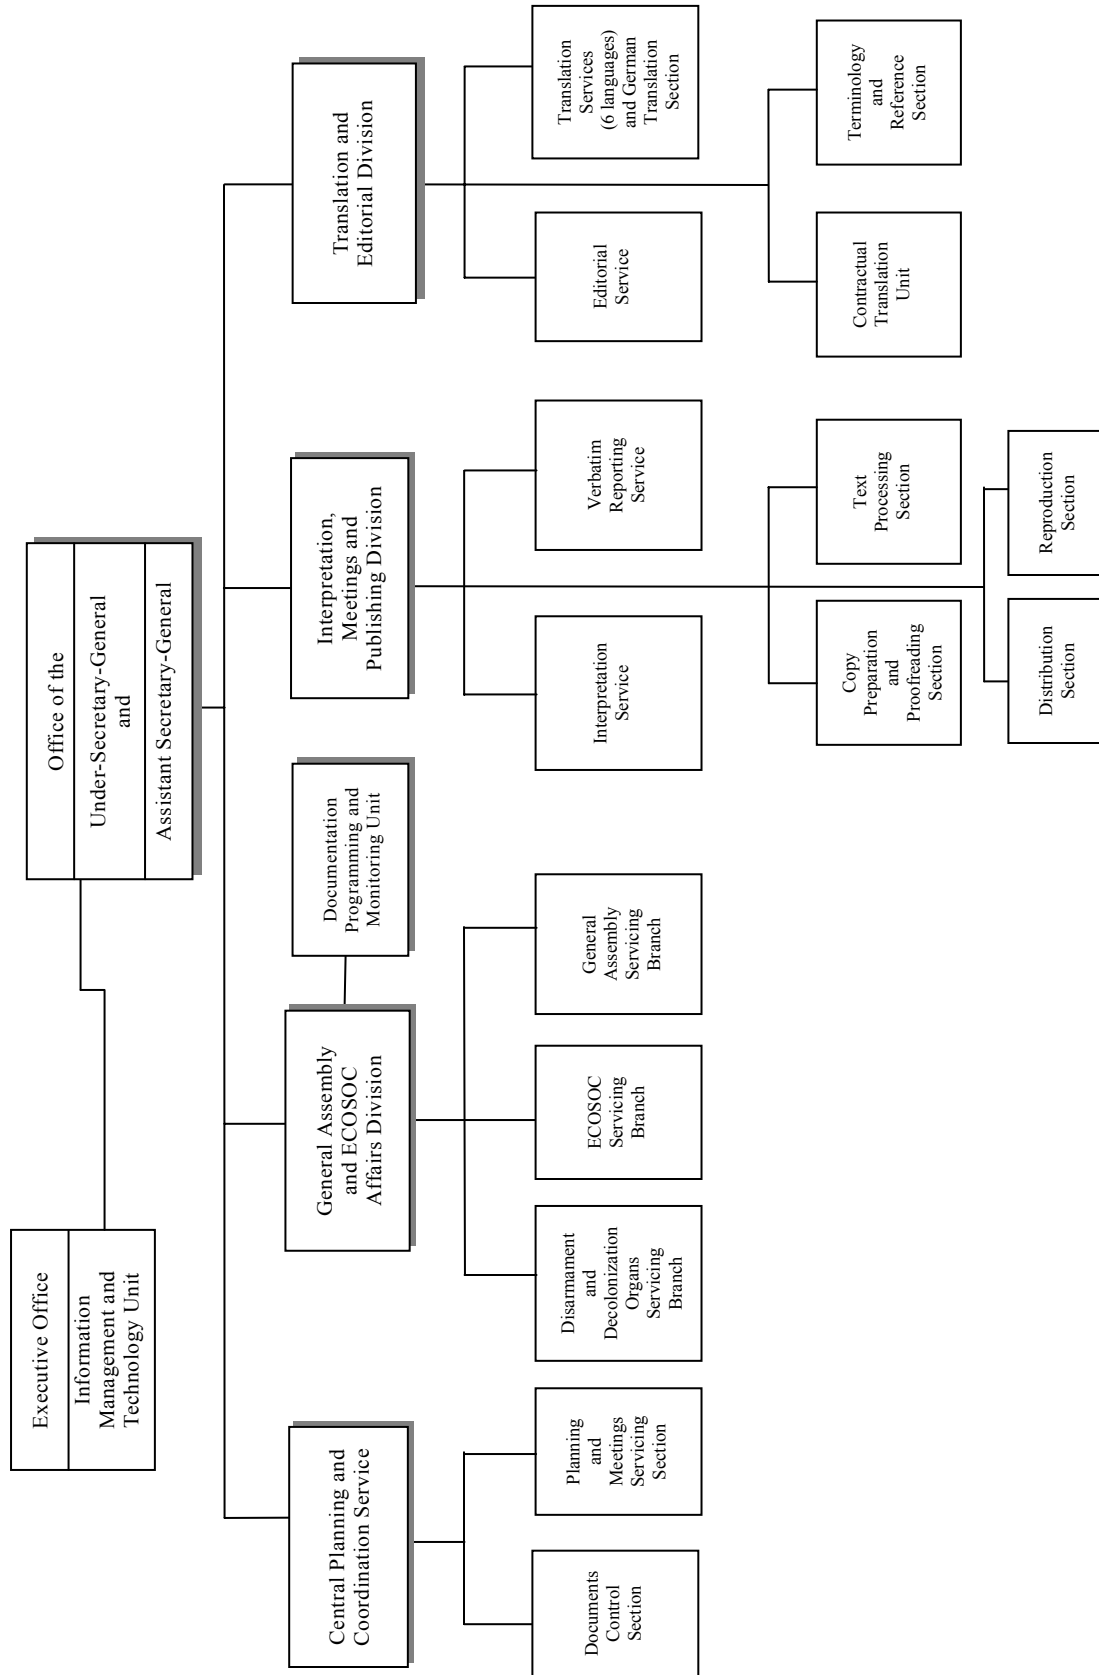 Executive Office
Information
Management and
Technology Unit
Office of the
Under-Secretary-General
and
Assistant Secretary-General
Central Planning and
Coordination Service
General Assembly
and ECOSOC
Affairs Division
Documentation
Programming and
Monitoring Unit
Interpretation,
Meetings and
Publishing Division
Translation and
Editorial Division
Documents
Control
Section
Planning
and
Meetings
Servicing
Section
Disarmament
and
Decolonization
Organs
Servicing
Branch
ECOSOC
Servicing
Branch
General
Assembly
Servicing
Branch
Interpretation
Service
Verbatim
Reporting
Service
Editorial
Service
Translation
Services
(6 languages)
and German
Translation
Section
Copy
Preparation
and
Proofreading
Section
Text
Processing
Section
Contractual
Translation
Unit
Terminology
and
Reference
Section
Distribution
Section
Reproduction
Section